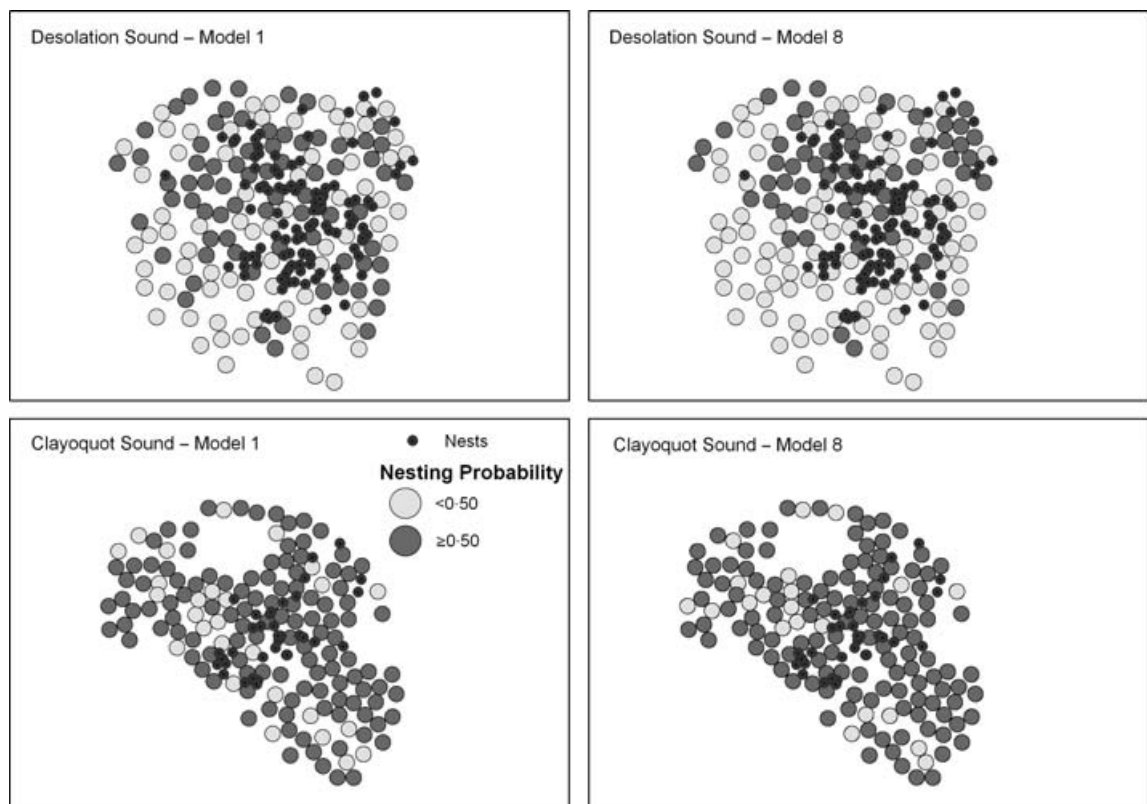 Desolation Sound – Model 1
Desolation Sound – Model 8
Clayoquot Sound – Model 1
Nests
Nesting Probability
<0·50
≥0·50
Clayoquot Sound – Model 8